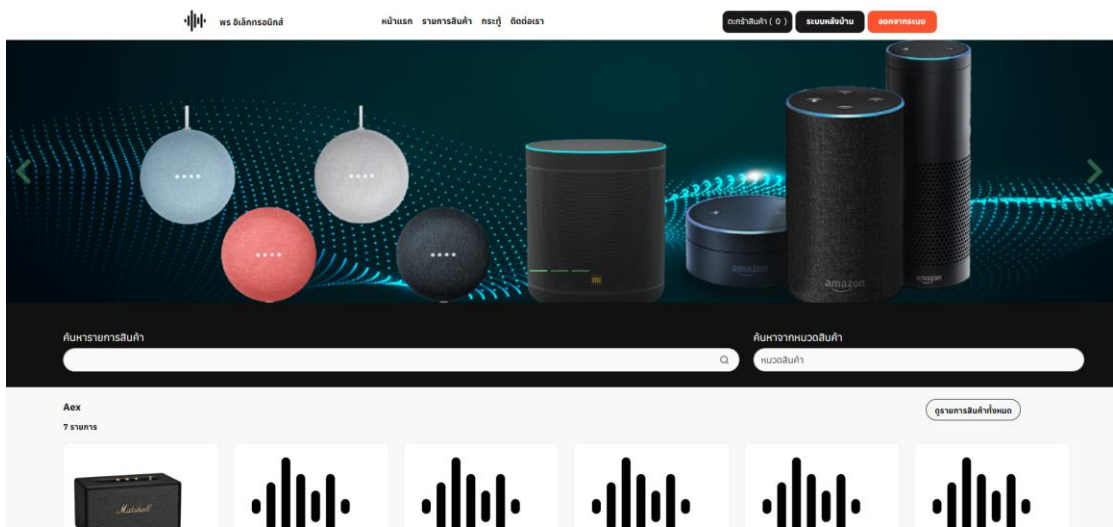 พร อิเล็กทรอนิกส์
หน้าแรก รายการสินค้า กระทู้ ติดต่อเรา
ตะกร้าสินค้า ( 0 ) ระบบหลังบ้าน ออกจากระบบ
mi
amazon
amazon
amazon
ค้นหารายการสินค้า
ค้นหาจากหมวดสินค้า
หมวดสินค้า
Aex
ดูรายการสินค้าทั้งหมด
7 รายการ
Marshall